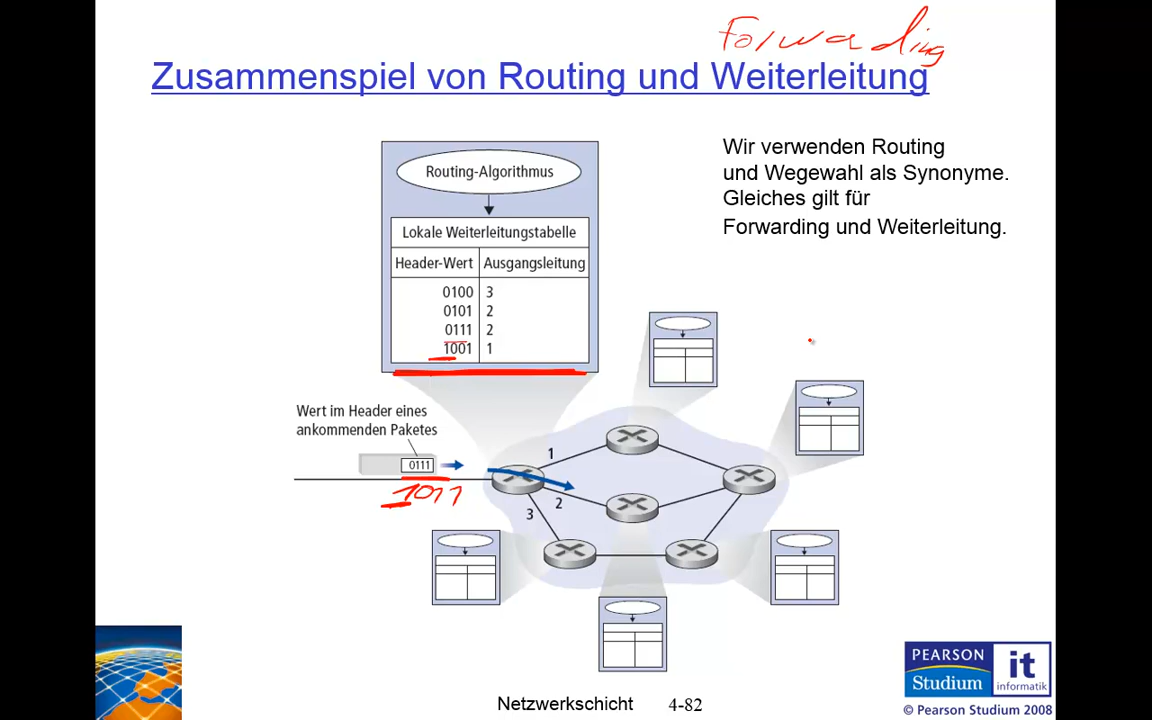 Forwarding
Zusammenspiel von Routing und Weiterleitung
Wir verwenden Routing
und Wegewahl als Synonyme.
Gleiches gilt für
Forwarding und Weiterleitung.
Routing-Algorithmus
Lokale Weiterleitungstabelle
Header-Wert Ausgangsleitung
0100 3
0101 2
0111 2
1001 1
Wert im Header eines
ankommenden Paketes
0111
1011
1
2
3
Netzwerkschicht 4-82
PEARSON
Studium
it
informatik
© Pearson Studium 2008